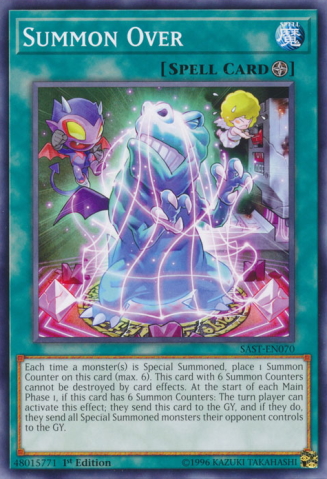 Summon Over
SPELL
魔
[Spell Card]
SAST-EN070
Each time a monster(s) is Special Summoned, place 1 Summon
Counter on this card (max. 6). This card with 6 Summon Counters
cannot be destroyed by card effects. At the start of each Main
Phase 1, if this card has 6 Summon Counters: The turn player can
activate this effect; they send this card to the GY, and if they do,
they send all Special Summoned monsters their opponent controls
to the GY.
48015771 1st Edition ©1996 KAZUKI TAKAHASHI